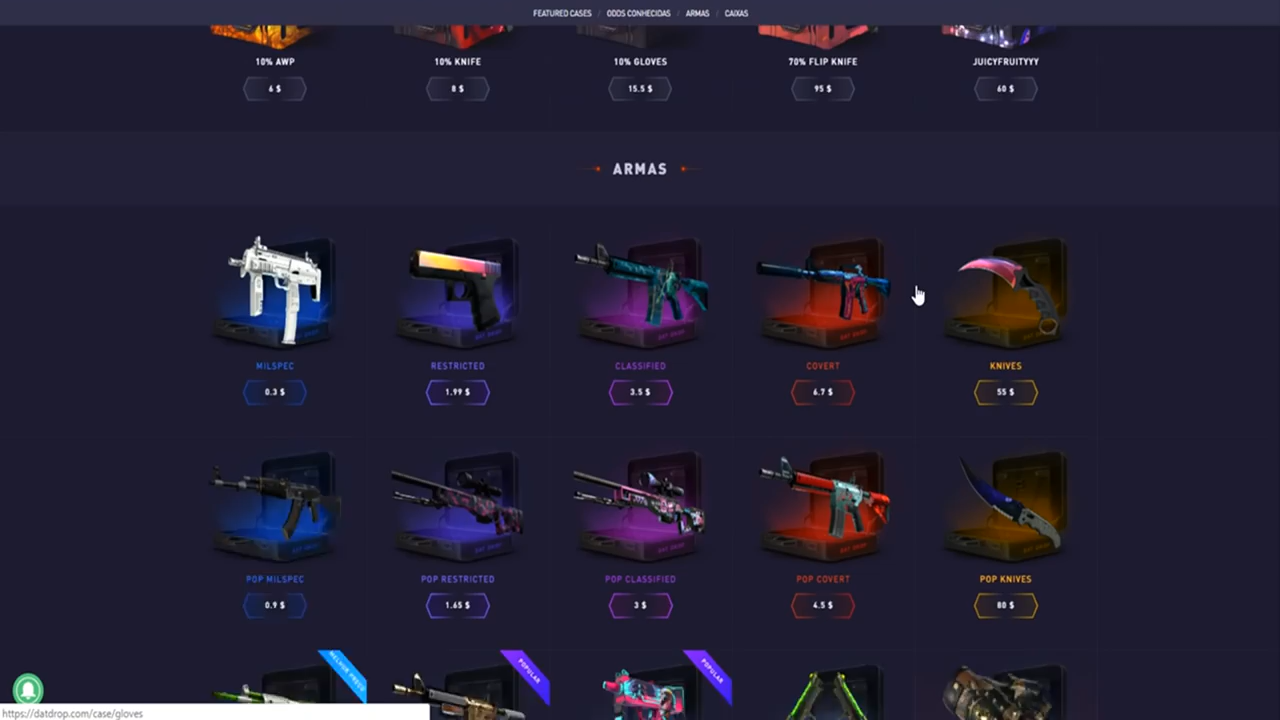 FEATURED CASES / ODDS CONHECIDAS / ARMAS / CAIXAS
10% AWP
10% KNIFE
10% GLOVES
70% FLIP KNIFE
JUICYFRUITYYY
6 $
8 $
15.5 $
95 $
60 $
ARMAS
MILSPEC
RESTRICTED
CLASSIFIED
COVERT
KNIVES
0.3 $
1.99 $
3.5 $
6.7 $
55 $
POP MILSPEC
POP RESTRICTED
POP CLASSIFIED
POP COVERT
POP KNIVES
0.9 $
1.65 $
3 $
4.5 $
80 $
MELHOR PREÇO
POPULAR
POPULAR
https://datdrop.com/case/gloves